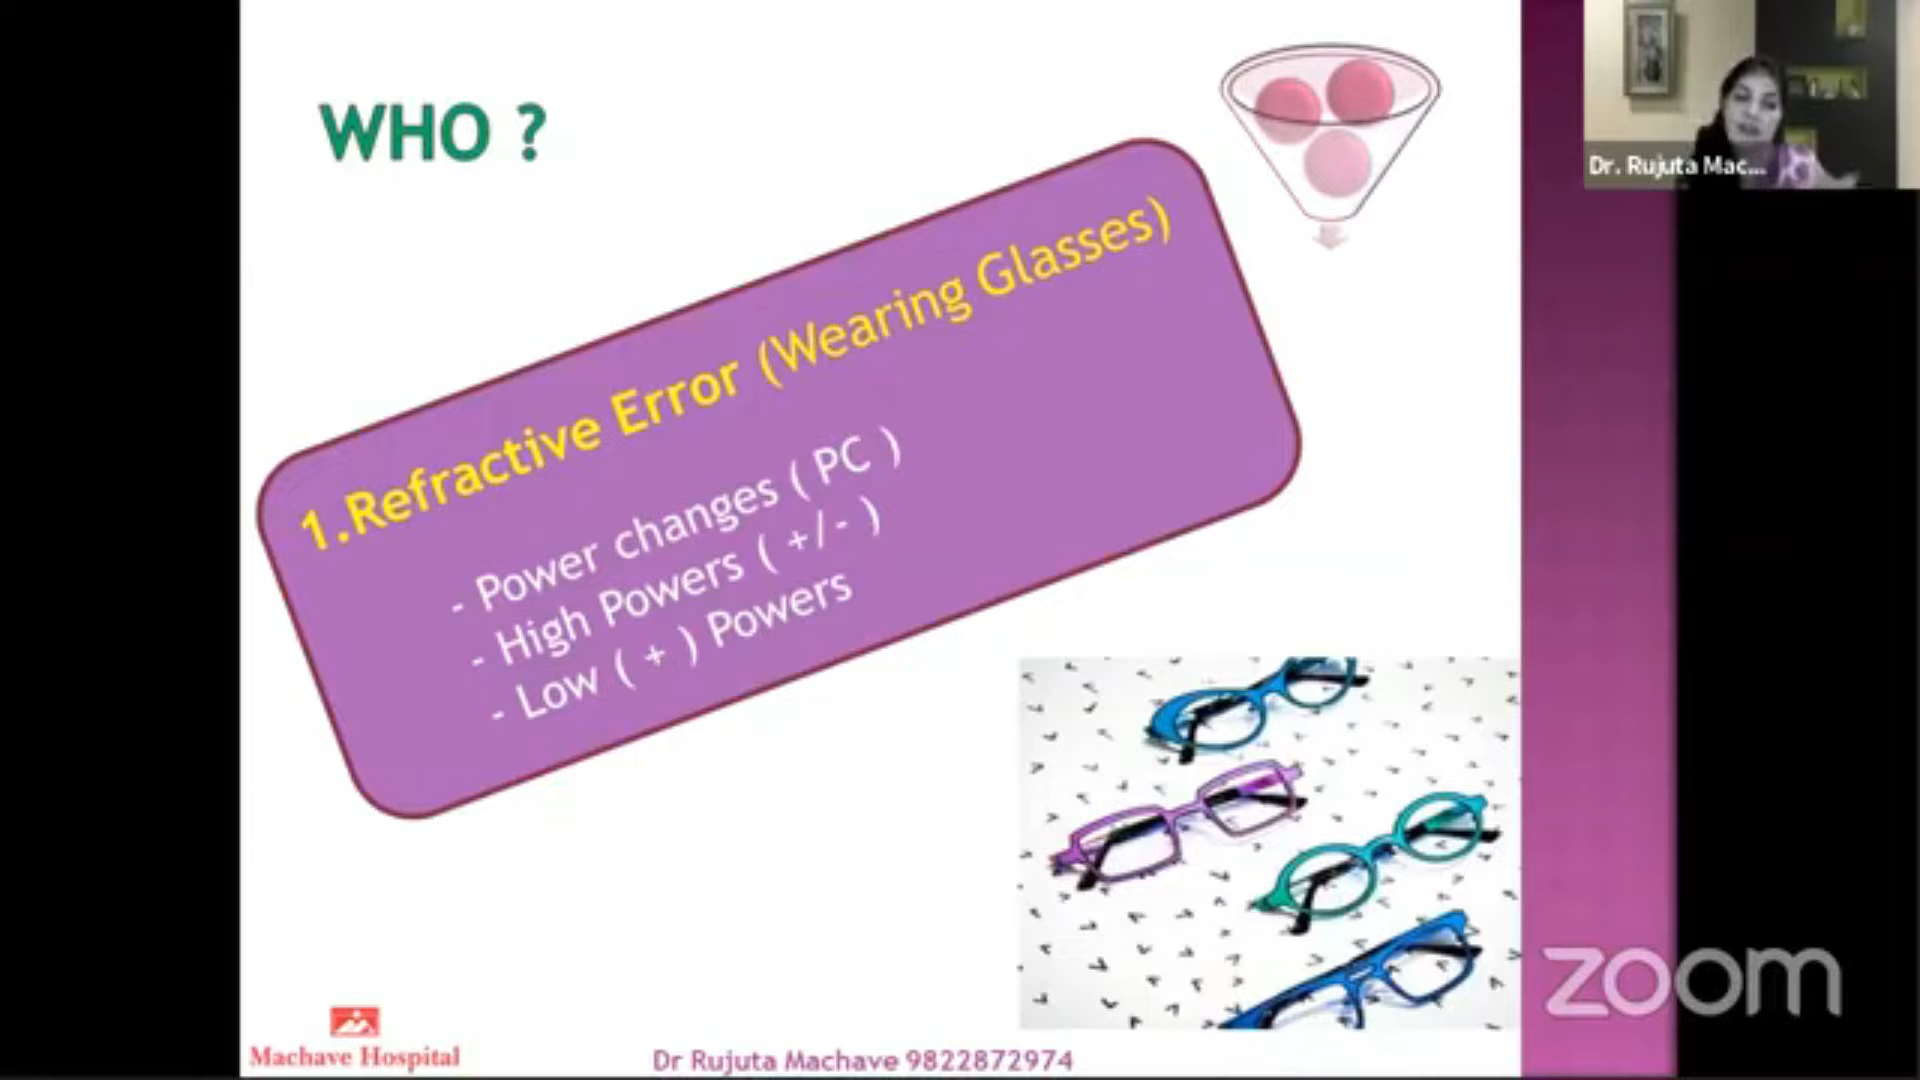 WHO ?
1.Refractive Error (Wearing Glasses)
- Power changes ( PC )
- High Powers ( +/- )
- Low ( + ) Powers
Dr. Rujuta Mac...
zoom
Machave Hospital
Dr Rujuta Machave 9822872974